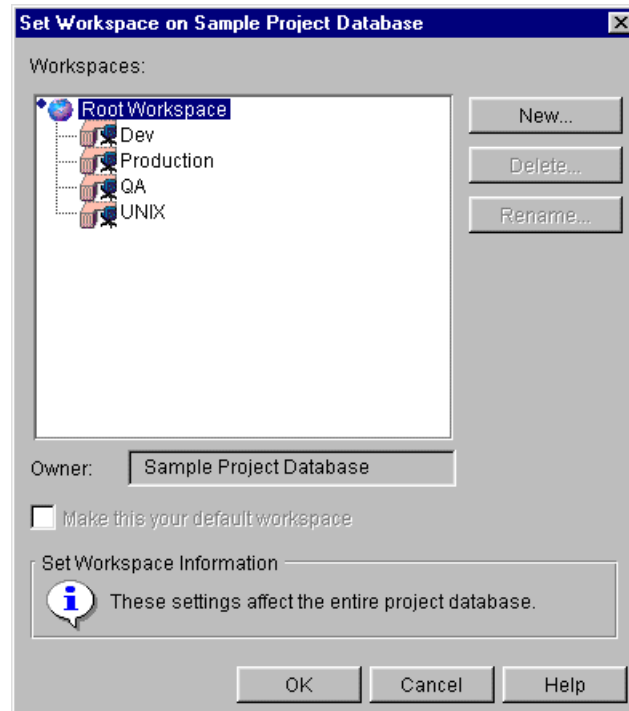 Set Workspace on Sample Project Database
Workspaces:
Root Workspace
Dev
Production
QA
UNIX
New...
Delete...
Rename...
Owner: Sample Project Database
Make this your default workspace
Set Workspace Information
These settings affect the entire project database.
OK Cancel Help